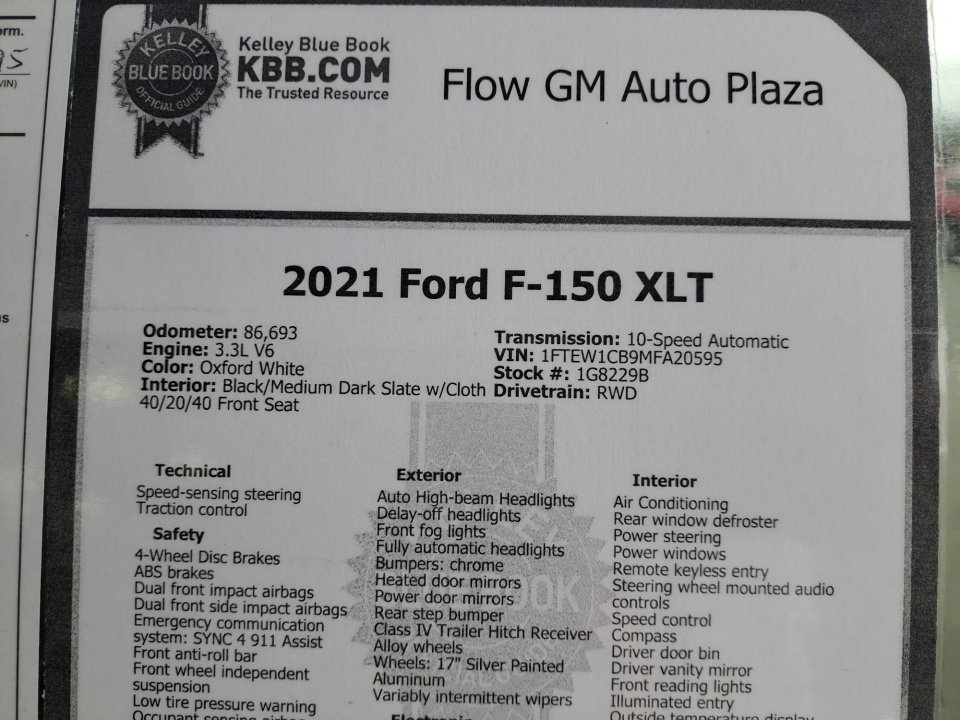 orm.
95
/IN)
s
KELLEY
BLUE BOOK
OFFICIAL GUIDE
Kelley Blue Book
KBB.COM
The Trusted Resource
Flow GM Auto Plaza
2021 Ford F-150 XLT
Odometer: 86,693
Engine: 3.3L V6
Color: Oxford White
Interior: Black/Medium Dark Slate w/Cloth
40/20/40 Front Seat
Transmission: 10-Speed Automatic
VIN: 1FTEW1CB9MFA20595
Stock #: 1G8229B
Drivetrain: RWD
Technical
Speed-sensing steering
Traction control
Safety
4-Wheel Disc Brakes
ABS brakes
Dual front impact airbags
Dual front side impact airbags
Emergency communication
system: SYNC 4 911 Assist
Front anti-roll bar
Front wheel independent
suspension
Low tire pressure warning
Occupant sensing
Exterior
Auto High-beam Headlights
Delay-off headlights
Front fog lights
Fully automatic headlights
Bumpers: chrome
Heated door mirrors
Power door mirrors
Rear step bumper
Class IV Trailer Hitch Receiver
Alloy wheels
Wheels: 17" Silver Painted
Aluminum
Variably intermittent wipers
Interior
Air Conditioning
Rear window defroster
Power steering
Power windows
Remote keyless entry
Steering wheel mounted audio
controls
Speed control
Compass
Driver door bin
Driver vanity mirror
Front reading lights
Illuminated entry
Outside temperature display